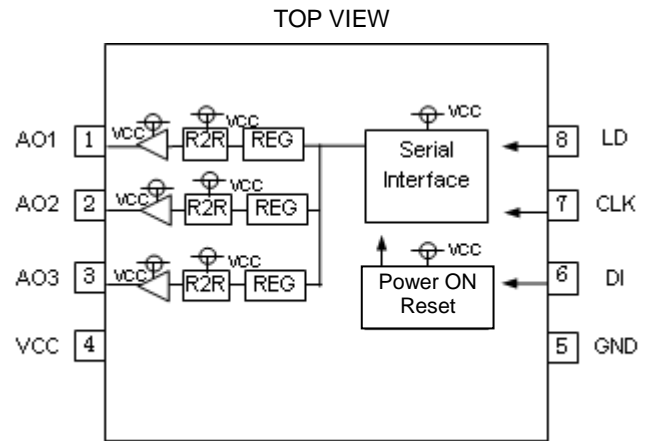 TOP VIEW
VCC
VCC VCC
AO1 1 R2R REG Serial Interface 8 LD
VCC VCC
AO2 2 R2R REG 7 CLK
VCC VCC VCC
AO3 3 R2R REG Power ON Reset 6 DI
VCC 4 5 GND